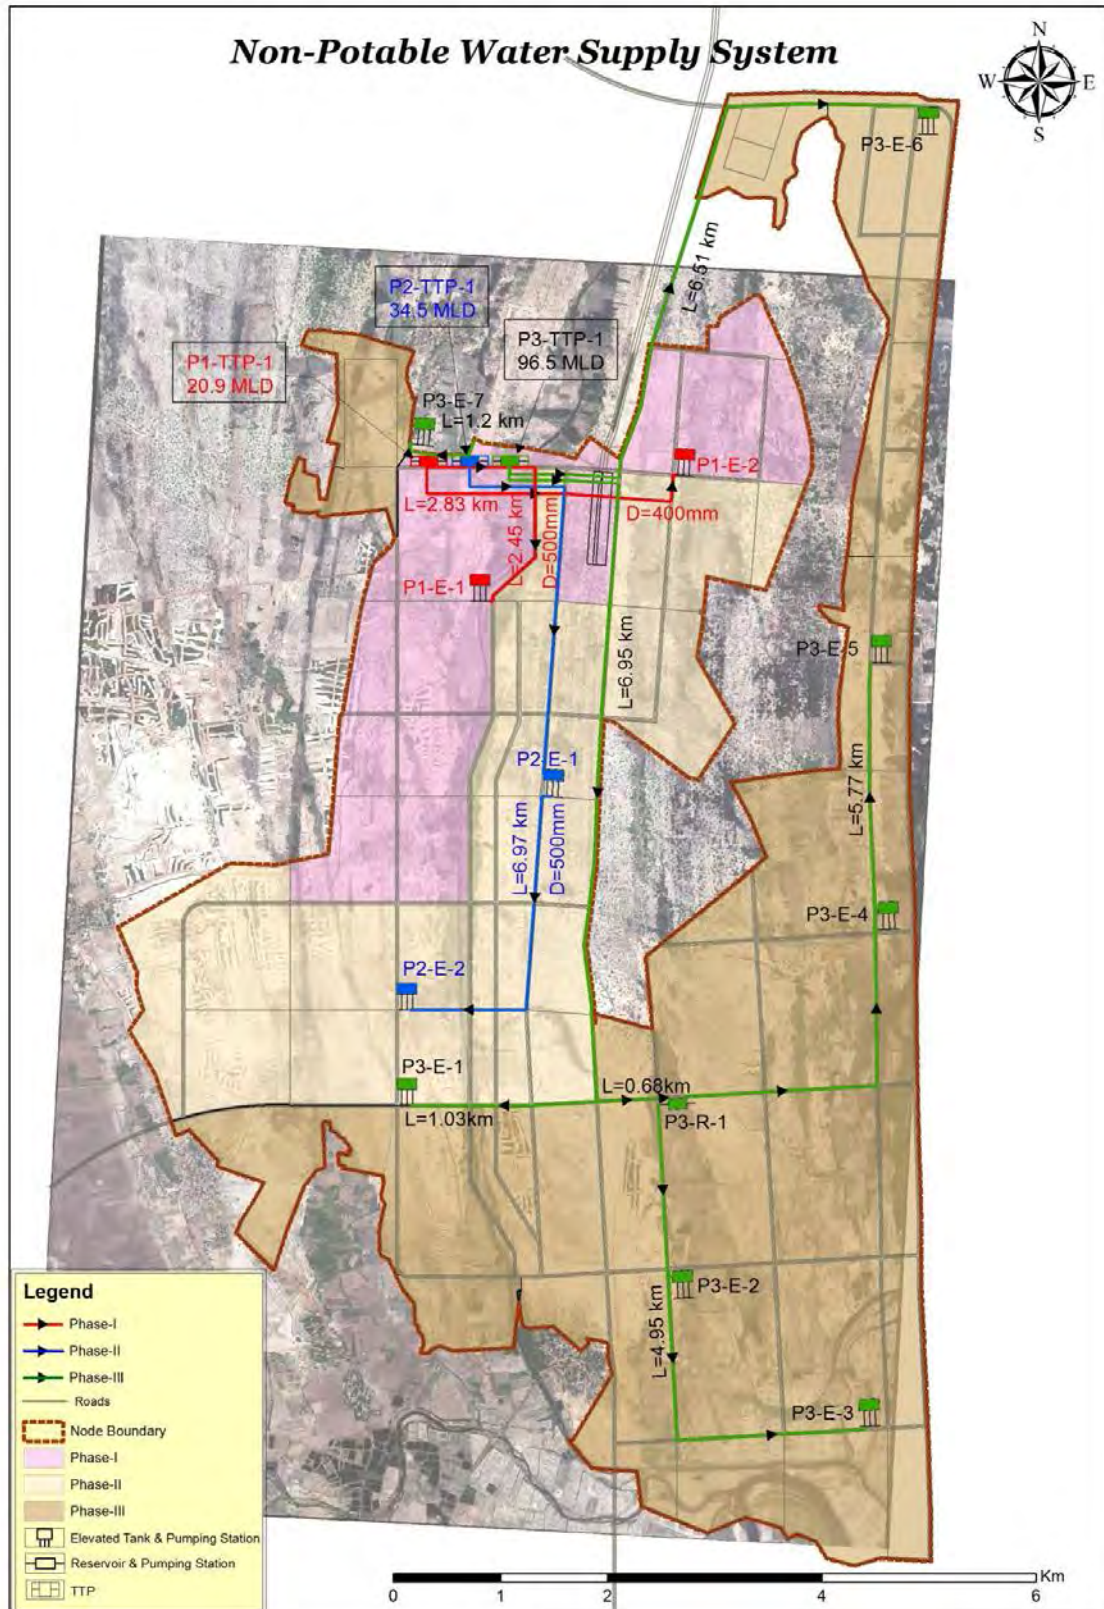 Non-Potable Water Supply System
N
W
E
S
P3-E-6
L=6.51 km
P2-TTP-1
34.5 MLD
P3-TTP-1
96.5 MLD
P1-TTP-1
20.9 MLD
P3-E-7
L=1.2 km
P1-E-2
L=2.83 km
D=400mm
L=2.45 km
D=500mm
P1-E-1
L=6.95 km
P3-E-5
P2-E-1
L=5.77 km
L=6.97 km
D=500mm
P3-E-4
P2-E-2
P3-E-1
L=0.68km
L=1.03km
P3-R-1
P3-E-2
L=4.95 km
P3-E-3
Legend
Phase-I
Phase-II
Phase-III
Roads
Node Boundary
Phase-I
Phase-II
Phase-III
Elevated Tank & Pumping Station
Reservoir & Pumping Station
TTP
Km
0
1
2
4
6